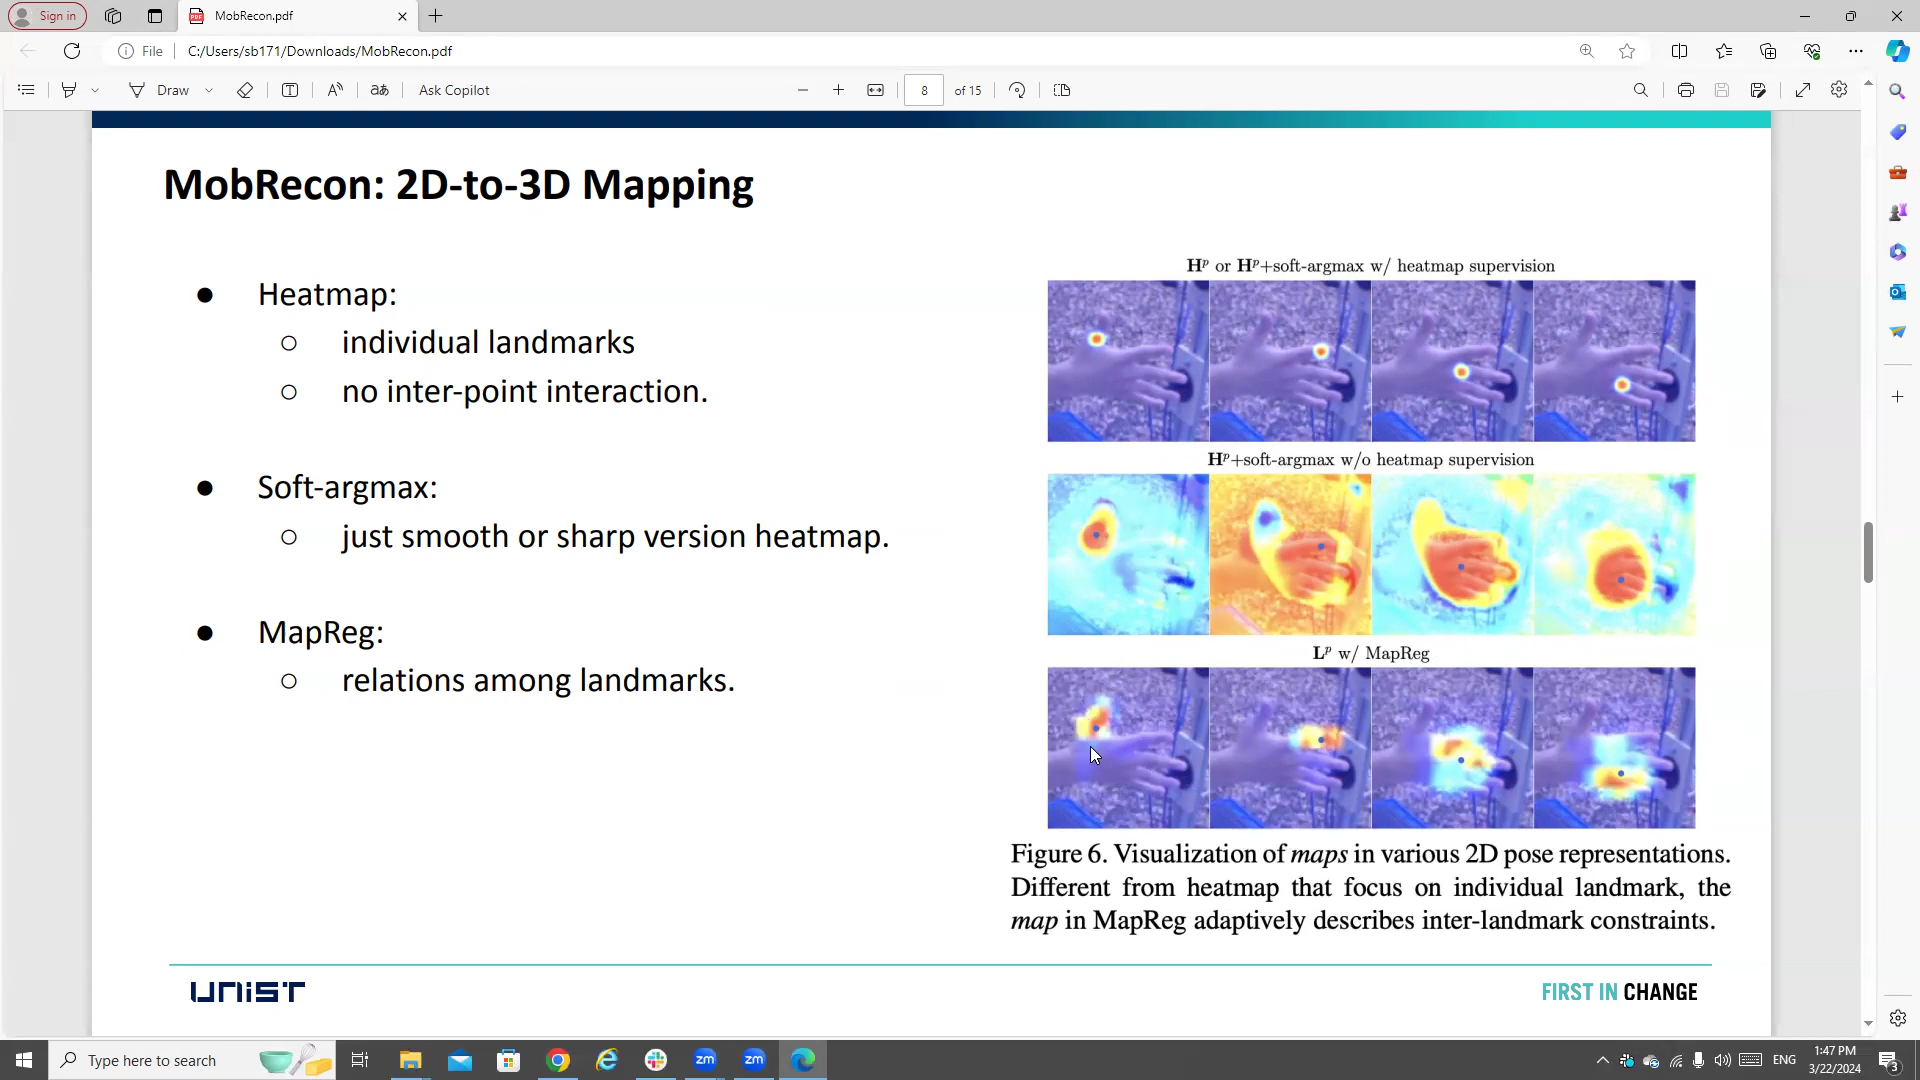 Sign in
MobRecon.pdf
File
C:/Users/sb171/Downloads/MobRecon.pdf
Draw
Ask Copilot
8 of 15
MobRecon: 2D-to-3D Mapping
● Heatmap:
○ individual landmarks
○ no inter-point interaction.
● Soft-argmax:
○ just smooth or sharp version heatmap.
● MapReg:
○ relations among landmarks.
Hᵖ or Hᵖ+soft-argmax w/ heatmap supervision
Hᵖ+soft-argmax w/o heatmap supervision
Lᵖ w/ MapReg
Figure 6. Visualization of maps in various 2D pose representations.
Different from heatmap that focus on individual landmark, the
map in MapReg adaptively describes inter-landmark constraints.
UNIST
FIRST IN CHANGE
Type here to search
zm
zm
ENG
1:47 PM
3/22/2024
3